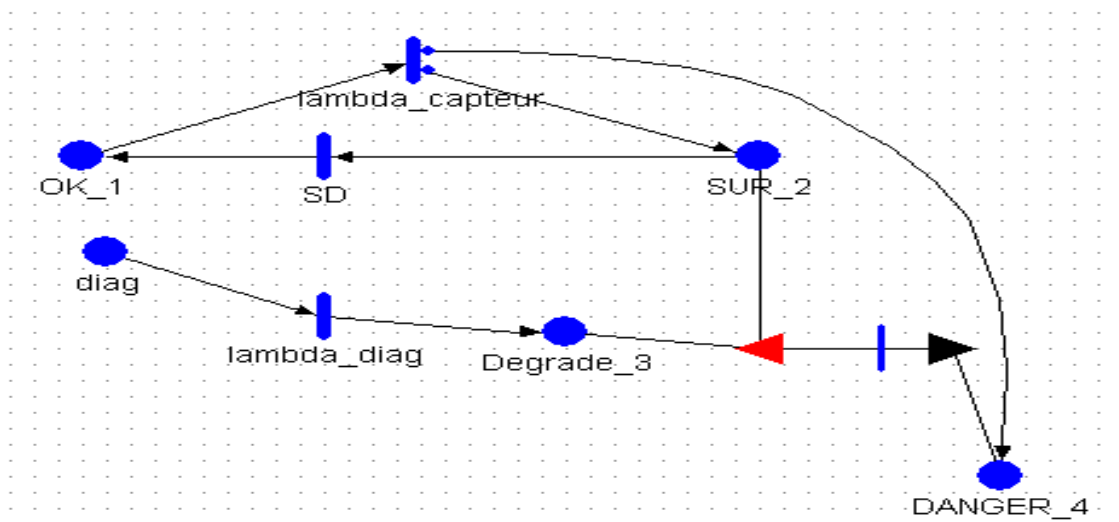 lambda_capteur
OK_1
SD
SUR_2
diag
lambda_diag
Degrade_3
DANGER_4